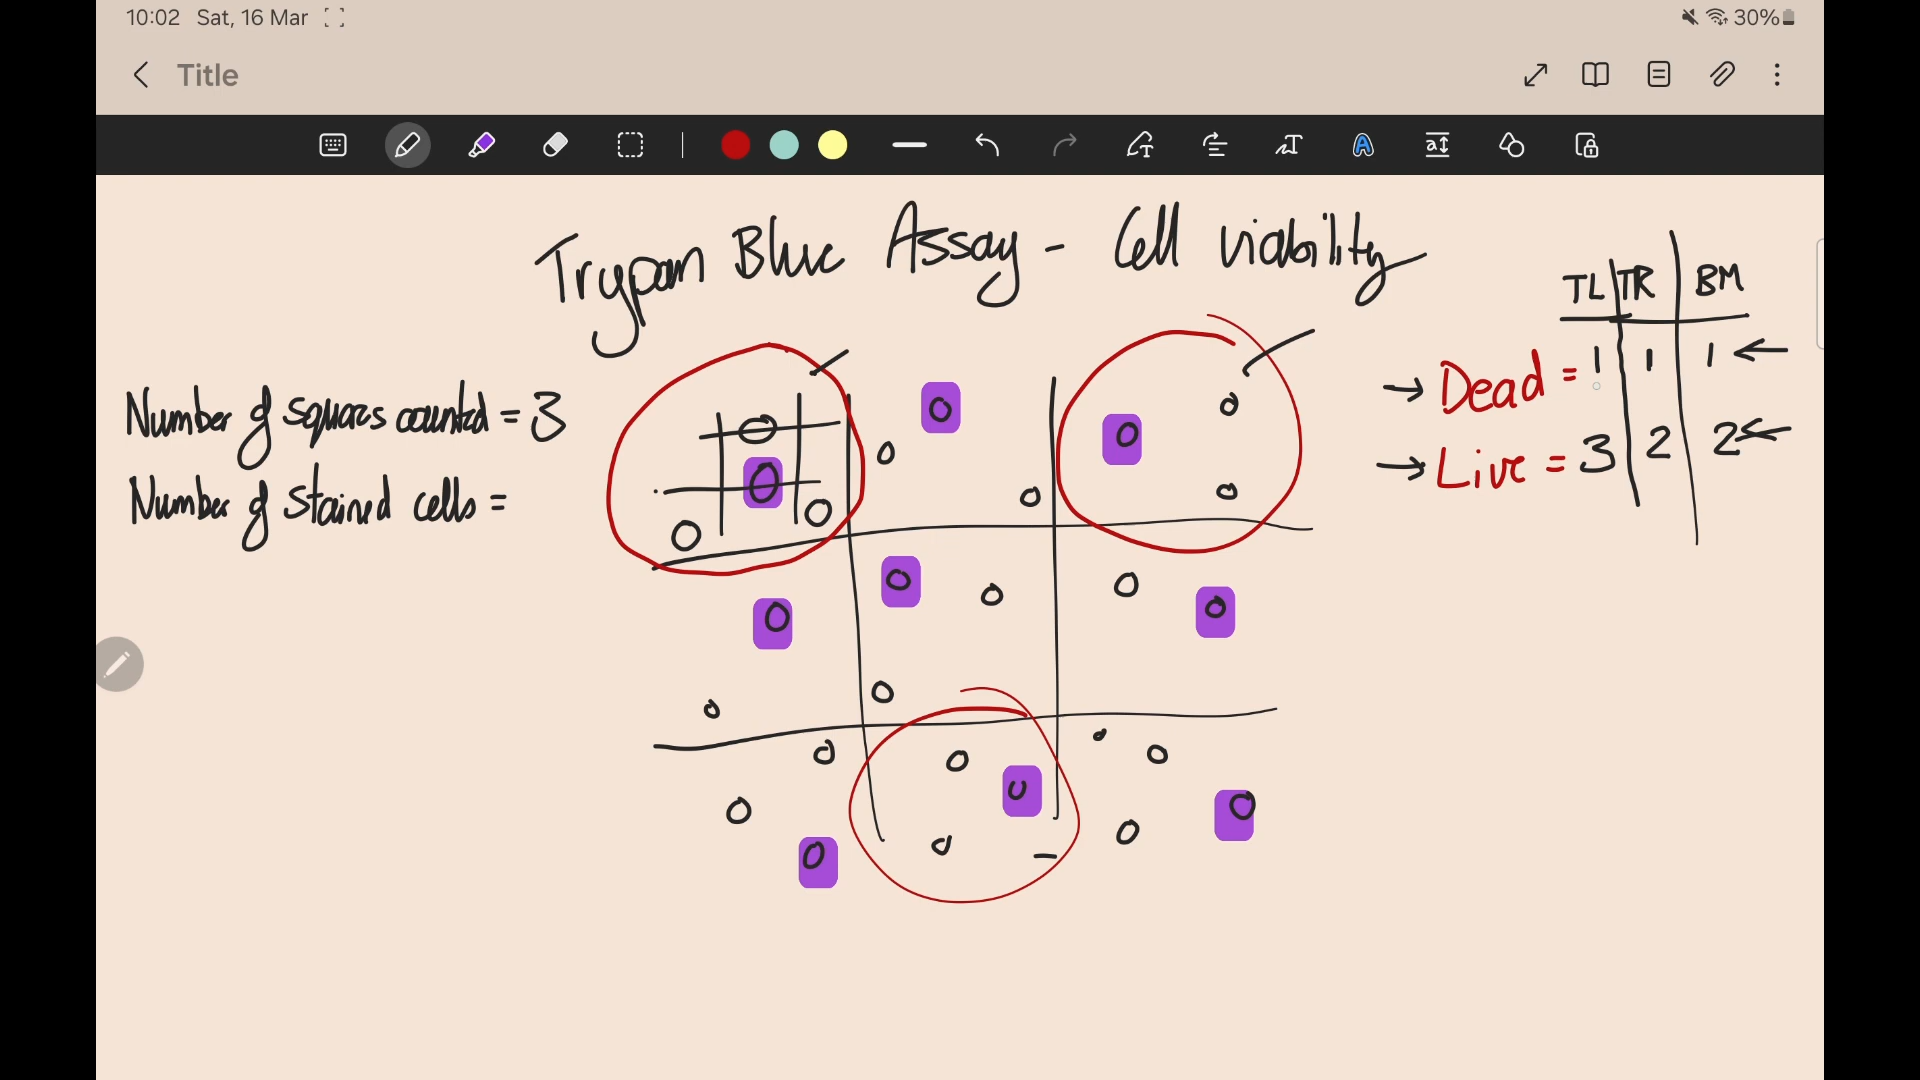 10:02 Sat, 16 Mar 30%
Title
Trypan Blue Assay - Cell viability
TL TR BM
Number of squares counted = 3
→ Dead = 1 1 1 ←
Number of stained cells =
→ Live = 3 2 2 ←